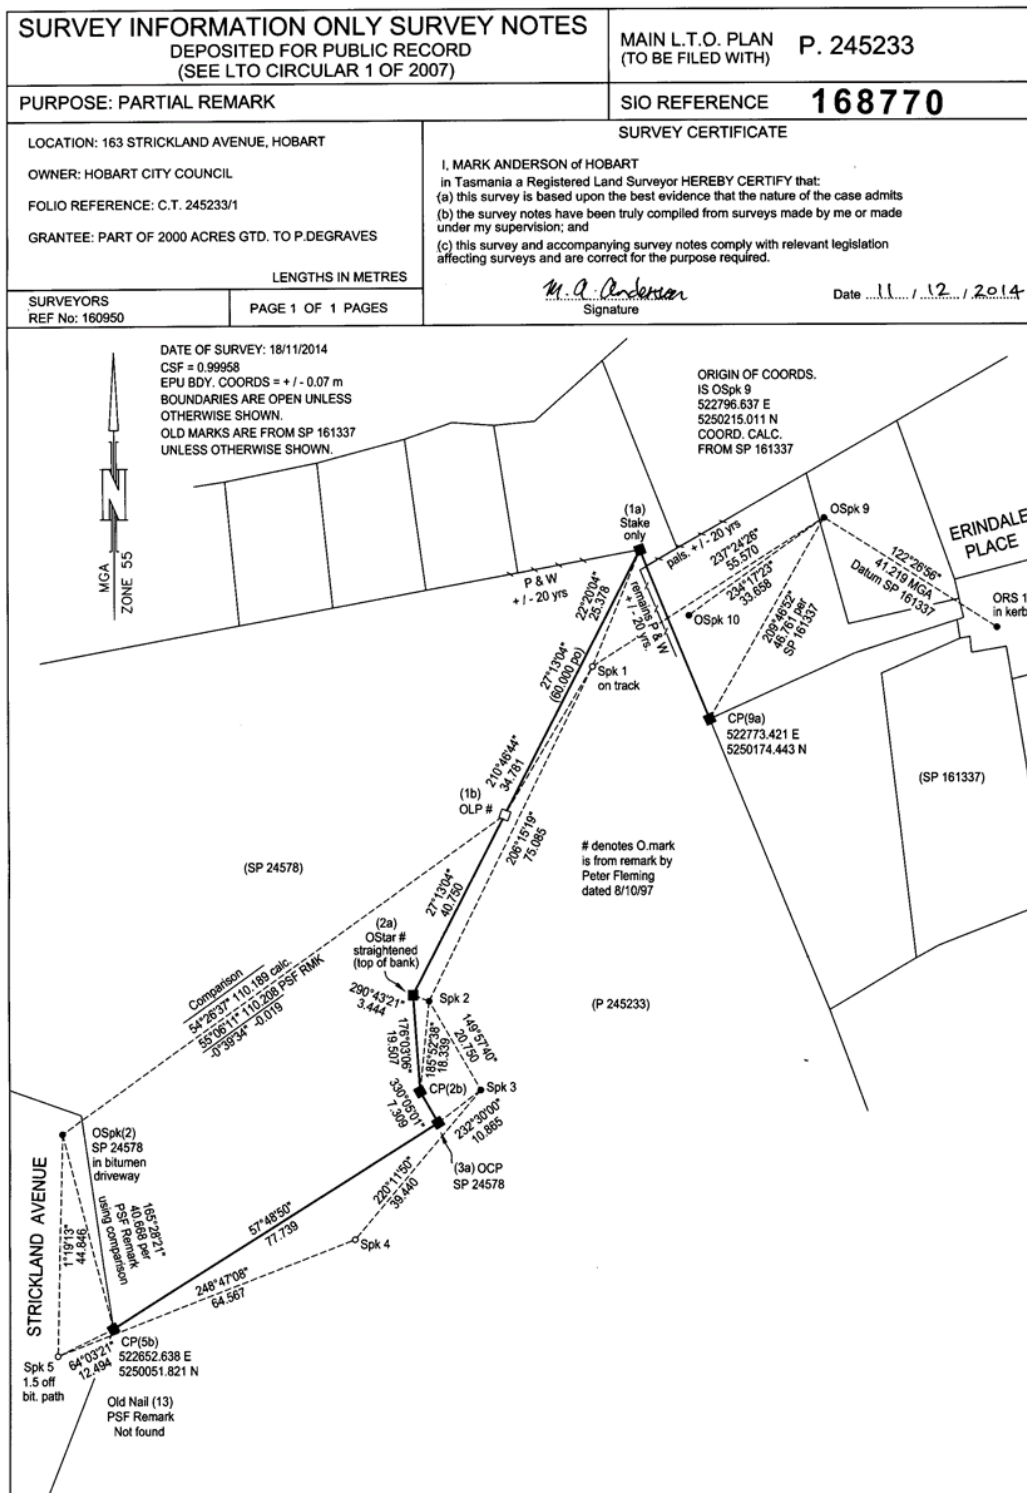 SURVEY INFORMATION ONLY SURVEY NOTES
DEPOSITED FOR PUBLIC RECORD
(SEE LTO CIRCULAR 1 OF 2007)
MAIN L.T.O. PLAN
(TO BE FILED WITH)
P. 245233
PURPOSE: PARTIAL REMARK
SIO REFERENCE
168770
LOCATION: 163 STRICKLAND AVENUE, HOBART
OWNER: HOBART CITY COUNCIL
FOLIO REFERENCE: C.T. 245233/1
GRANTEE: PART OF 2000 ACRES GTD. TO P.DEGRAVES
LENGTHS IN METRES
SURVEYORS
REF No: 160950
PAGE 1 OF 1 PAGES
SURVEY CERTIFICATE
I, MARK ANDERSON of HOBART
in Tasmania a Registered Land Surveyor HEREBY CERTIFY that:
(a) this survey is based upon the best evidence that the nature of the case admits
(b) the survey notes have been truly compiled from surveys made by me or made
under my supervision; and
(c) this survey and accompanying survey notes comply with relevant legislation
affecting surveys and are correct for the purpose required.
M. A. Anderson
Signature
Date 11 / 12 / 2014
DATE OF SURVEY: 18/11/2014
CSF = 0.99958
EPU BDY. COORDS = + / - 0.07 m
BOUNDARIES ARE OPEN UNLESS
OTHERWISE SHOWN.
OLD MARKS ARE FROM SP 161337
UNLESS OTHERWISE SHOWN.
N
MGA
ZONE 55
ORIGIN OF COORDS.
IS OSpk 9
522796.637 E
5250215.011 N
COORD. CALC.
FROM SP 161337
(1a)
Stake
only
pals. + / - 20 yrs
237°24'26"
55.570
234°17'23"
33.658
OSpk 9
122°26'56"
41.219 MGA
Datum SP 161337
ERINDALE
PLACE
ORS 1
in kerb
P & W
+ / - 20 yrs
22°20'04"
25.378
remains P & W
+ / - 20 yrs.
OSpk 10
209°46'52"
46.761 per
SP 161337
27°13'04"
(60.000 po)
Spk 1
on track
CP(9a)
522773.421 E
5250174.443 N
(SP 161337)
210°46'44"
34.781
(1b)
OLP #
206°15'19"
75.085
# denotes O.mark
is from remark by
Peter Fleming
dated 8/10/97
(SP 24578)
27°13'04"
40.750
(2a)
OStar #
straightened
(top of bank)
Comparison
54°26'37" 110.189 calc.
55°06'11" 110.208 PSF RMK
-0°39'34" -0.019
290°43'21"
3.444
Spk 2
(P 245233)
176°03'06"
19.507
185°52'38"
18.339
149°57'40"
20.750
330°05'01"
7.309
CP(2b)
Spk 3
232°30'00"
10.865
(3a) OCP
SP 24578
220°11'50"
39.440
OSpk(2)
SP 24578
in bitumen
driveway
STRICKLAND AVENUE
1°19'13"
44.846
165°28'21"
40.668 per
PSF Remark
using comparison
57°48'50"
77.739
Spk 4
248°47'08"
64.567
CP(5b)
522652.638 E
5250051.821 N
Spk 5
1.5 off
bit. path
64°03'21"
12.494
Old Nail (13)
PSF Remark
Not found